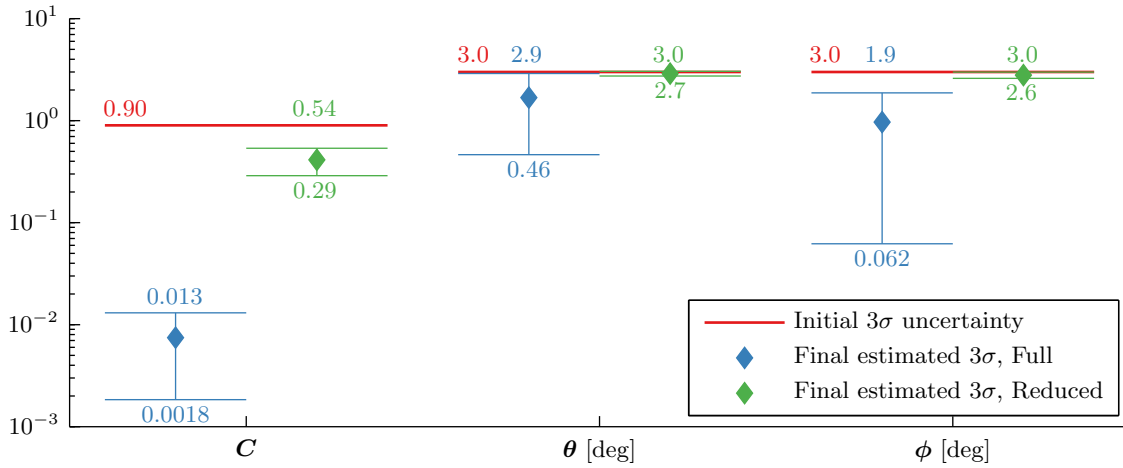 10^1
3.0 2.9 3.0 3.0 1.9 3.0
0.90 0.54
2.7 2.6
10^0
0.46
0.29
10^−1
0.062
0.013
10^−2
Initial 3σ uncertainty
Final estimated 3σ, Full
Final estimated 3σ, Reduced
0.0018
10^−3
C θ [deg] ϕ [deg]